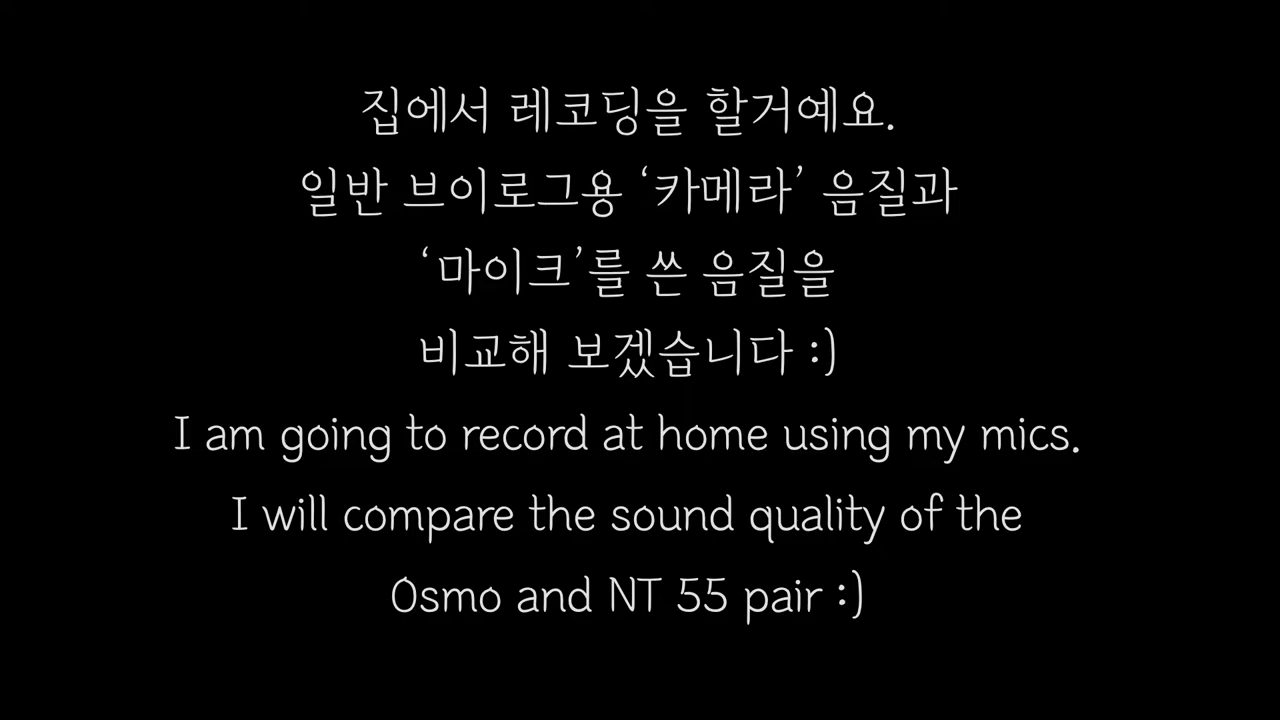 집에서 레코딩을 할거예요.
일반 브이로그용 ‘카메라’ 음질과
‘마이크’를 쓴 음질을
비교해 보겠습니다 :)
I am going to record at home using my mics.
I will compare the sound quality of the
Osmo and NT 55 pair :)